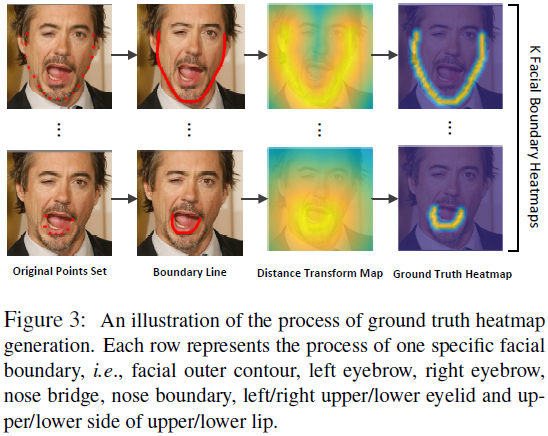 K Facial Boundary Heatmaps
Original Points Set
Boundary Line
Distance Transform Map
Ground Truth Heatmap
Figure 3: An illustration of the process of ground truth heatmap
generation. Each row represents the process of one specific facial
boundary, i.e., facial outer contour, left eyebrow, right eyebrow,
nose bridge, nose boundary, left/right upper/lower eyelid and up-
per/lower side of upper/lower lip.